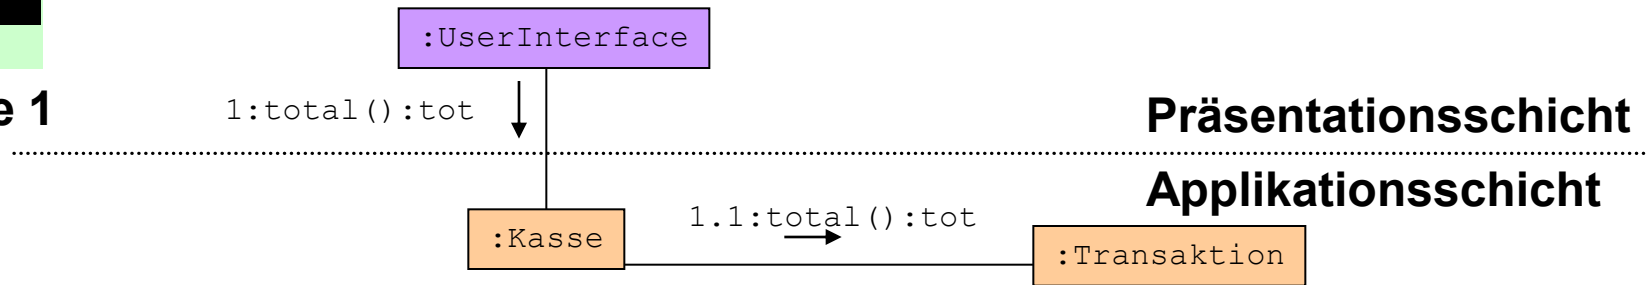 :UserInterface
e 1
1:total():tot
Präsentationsschicht
Applikationsschicht
1.1:total():tot
:Kasse
:Transaktion